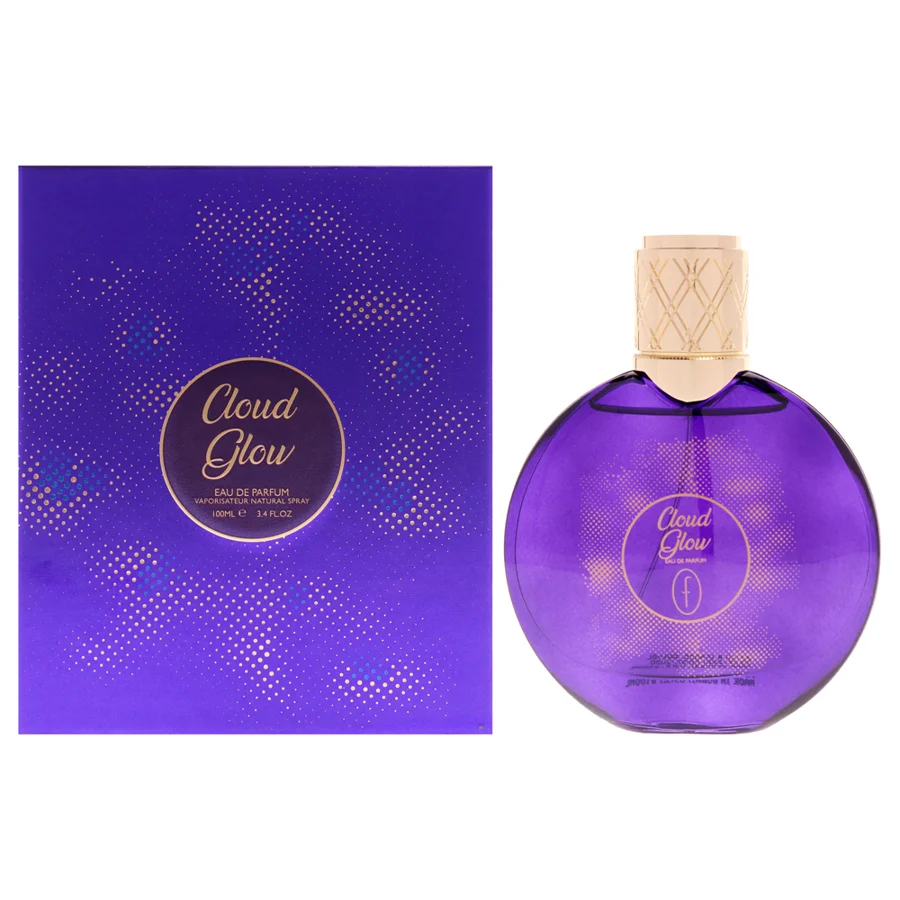 Cloud
Glow
EAU DE PARFUM
VAPORISATEUR NATURAL SPRAY
100ML ℮ 3.4 FL.OZ
Cloud
Glow
EAU DE PARFUM
f